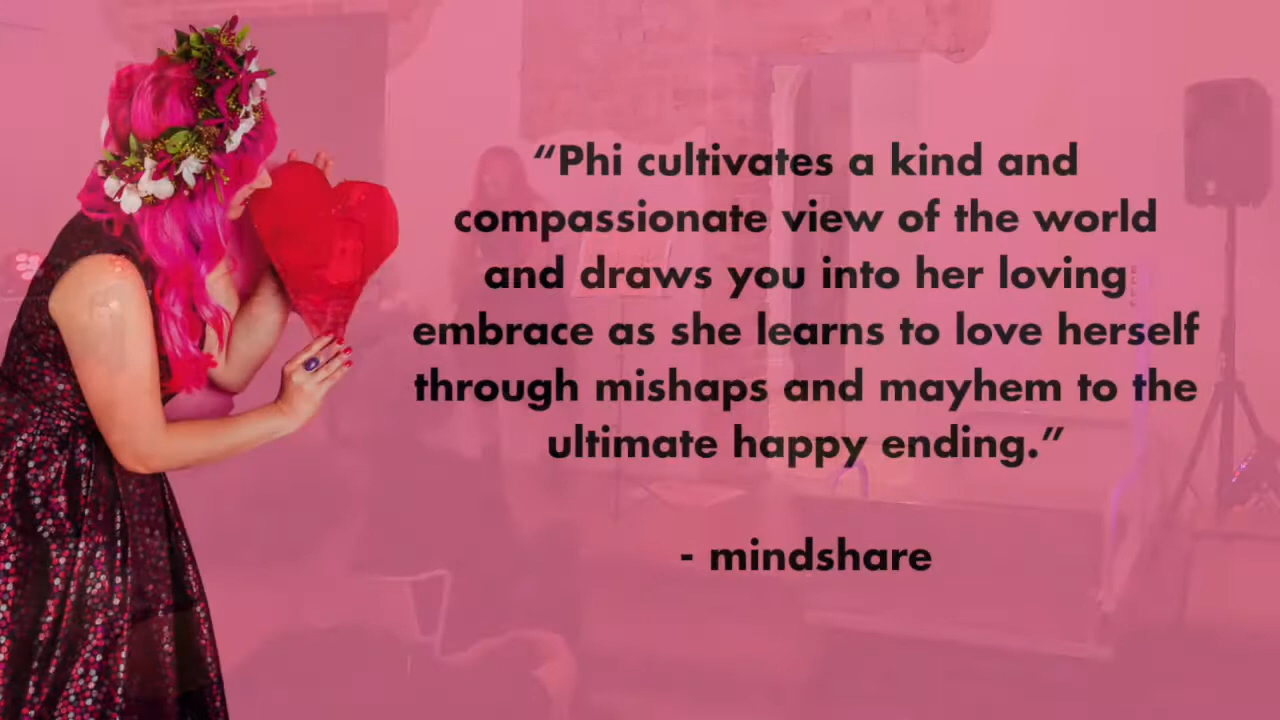 “Phi cultivates a kind and
compassionate view of the world
and draws you into her loving
embrace as she learns to love herself
through mishaps and mayhem to the
ultimate happy ending.”
- mindshare